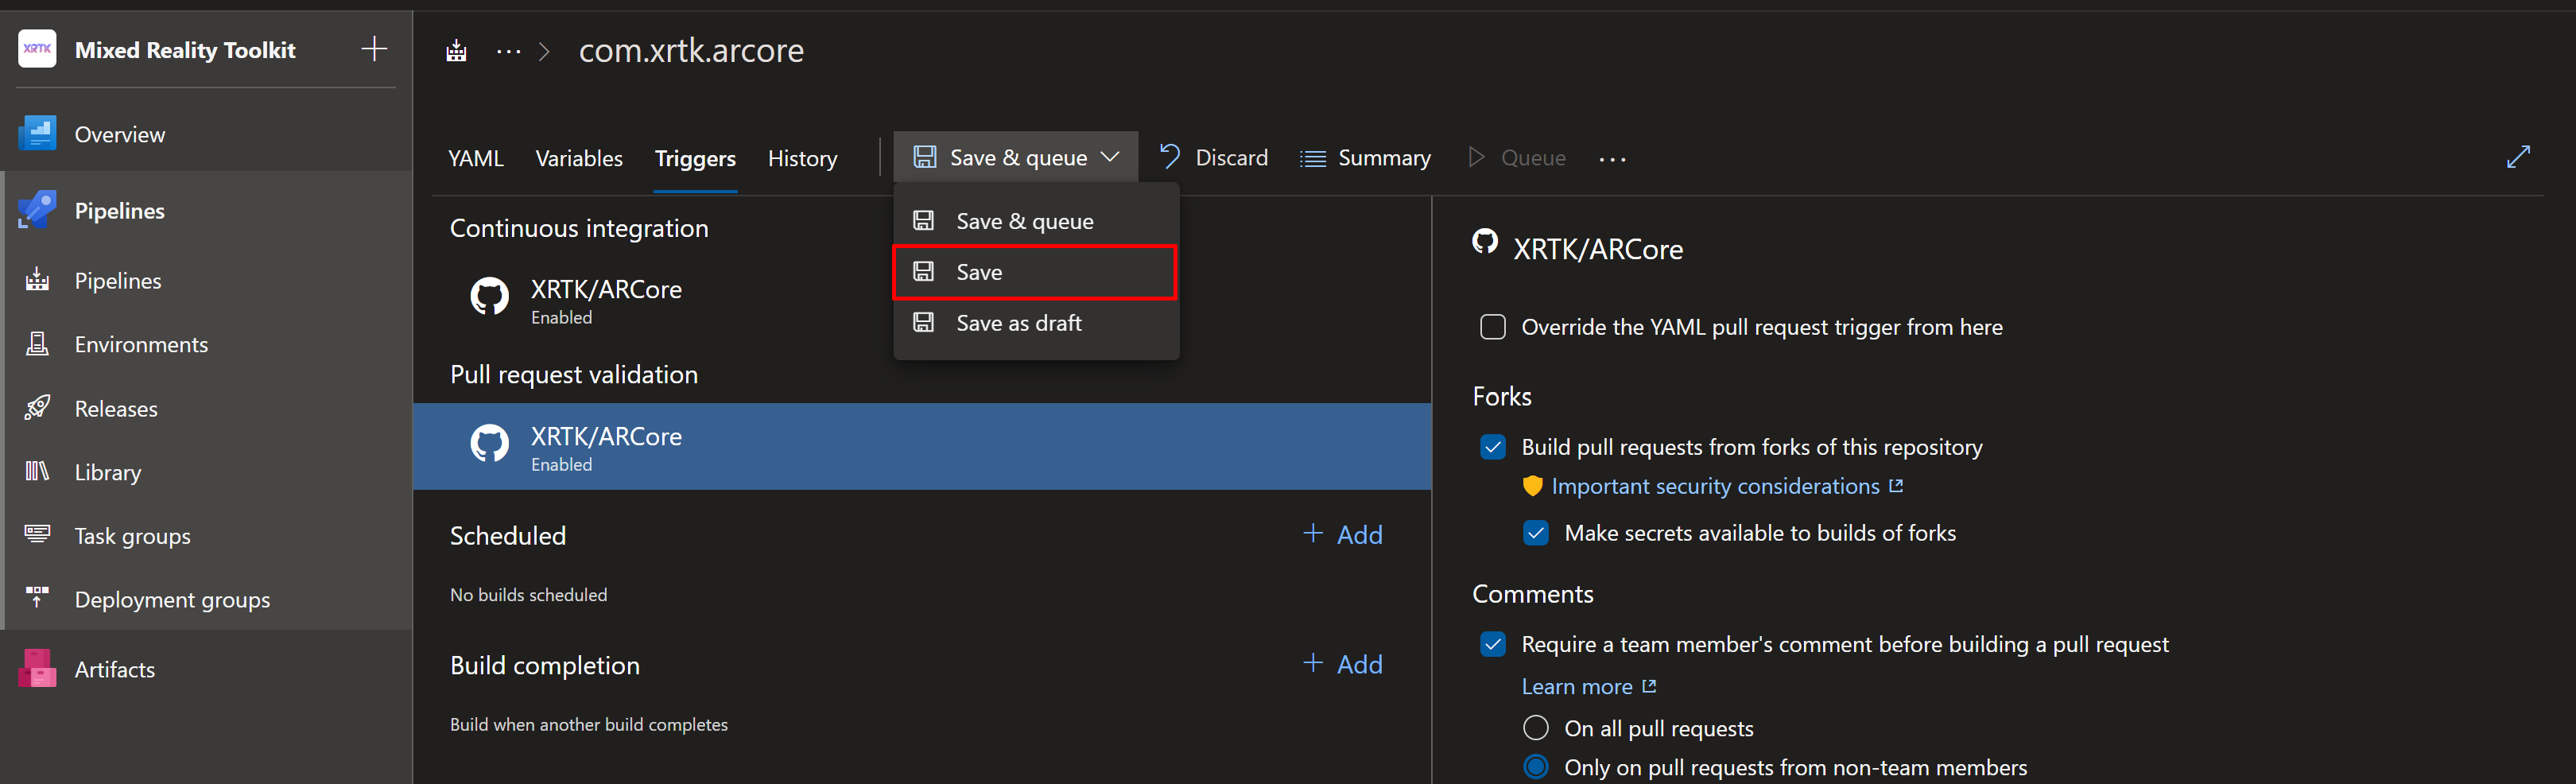 XRTK
Mixed Reality Toolkit
Overview
Pipelines
Pipelines
Environments
Releases
Library
Task groups
Deployment groups
Artifacts
com.xrtk.arcore
YAML Variables Triggers History Save & queue Discard Summary Queue
Save & queue
Save
Save as draft
Continuous integration
XRTK/ARCore
Enabled
Pull request validation
XRTK/ARCore
Enabled
Scheduled + Add
No builds scheduled
Build completion + Add
Build when another build completes
XRTK/ARCore
Override the YAML pull request trigger from here
Forks
Build pull requests from forks of this repository
Important security considerations
Make secrets available to builds of forks
Comments
Require a team member's comment before building a pull request
Learn more
On all pull requests
Only on pull requests from non-team members